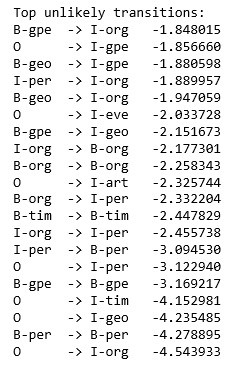 Top unlikely transitions:
B-gpe -> I-org -1.848015
O -> I-gpe -1.856660
B-geo -> I-gpe -1.880598
I-per -> I-org -1.889957
B-geo -> I-org -1.947059
O -> I-eve -2.033728
B-gpe -> I-geo -2.151673
I-org -> B-org -2.177301
B-org -> B-org -2.258343
O -> I-art -2.325744
B-org -> I-per -2.332204
B-tim -> B-tim -2.447829
I-org -> I-per -2.455738
I-per -> B-per -3.094530
O -> I-per -3.122940
B-gpe -> B-gpe -3.169217
O -> I-tim -4.152981
O -> I-geo -4.235485
B-per -> B-per -4.278895
O -> I-org -4.543933